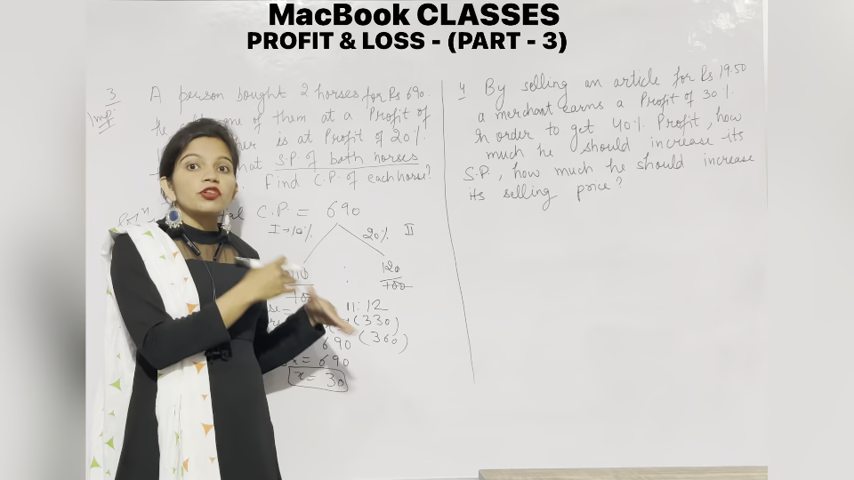 MacBook CLASSES
PROFIT & LOSS - (PART - 3)
3
Imp
A person bought 2 horses for Rs 690.
one of them at a Profit of
is at Profit of 20%.
that S.P. of both horses
Find C.P. of each horse?
C.P. = 690
I → 10% 20% II
: 120
100
11 : 12
(330)
690 (360)
= 690
x = 30
4 By selling an article for Rs 19.50
a merchant earns a Profit of 30%.
In order to get 40% Profit, how
much he should increase its
S.P., how much he should increase
its selling price?